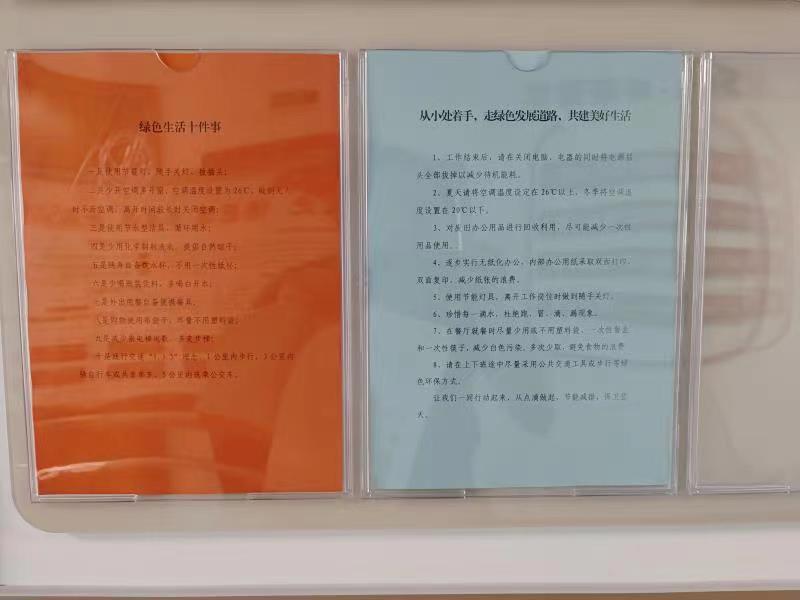 绿色生活十件事
一是使用节能灯，随手关灯、拔插头；
二是少开空调多开窗，空调温度设置为26℃，做到无人
时不开空调，离开时间较长时关闭空调；
三是使用节水型洁具，循环用水；
四是少用化学制剂洗涤，
五是随身自备饮水杯，不用一次性纸杯；
六是少喝瓶装饮料，多喝白开水；
七是外出用餐自备便携餐具；
八是购物使用布袋子，尽量不用塑料袋；
九是减少乘电梯次数，多走步梯；
十是践行交通“1、3、5”理念，1公里内步行，3公里内
骑自行车或共享单车，5公里内乘公交车。
从小处着手，走绿色发展道路，共建美好生活
1、工作结束后，请在关闭电脑、电器的同时将电源插
头全部拔掉以减少待机能耗。
2、夏天请将空调温度设定在26℃以上，冬季将空调温
度设置在20℃以下。
3、对废旧办公用品进行回收利用，尽可能减少一次性
用品使用。
4、逐步实行无纸化办公，内部办公用纸采取双面打印、
双面复印，减少纸张的浪费。
5、使用节能灯具，离开工作岗位时做到随手关灯。
6、珍惜每一滴水，杜绝跑、冒、滴、漏现象。
7、在餐厅就餐时尽量少用或不用塑料袋、一次性餐盒
和一次性筷子，减少白色污染。多次少取，避免食物的浪费
8、请在上下班途中尽量采用公共交通工具或步行等绿
色环保方式。
让我们一同行动起来，从点滴做起，节能减排，保卫蓝
天。